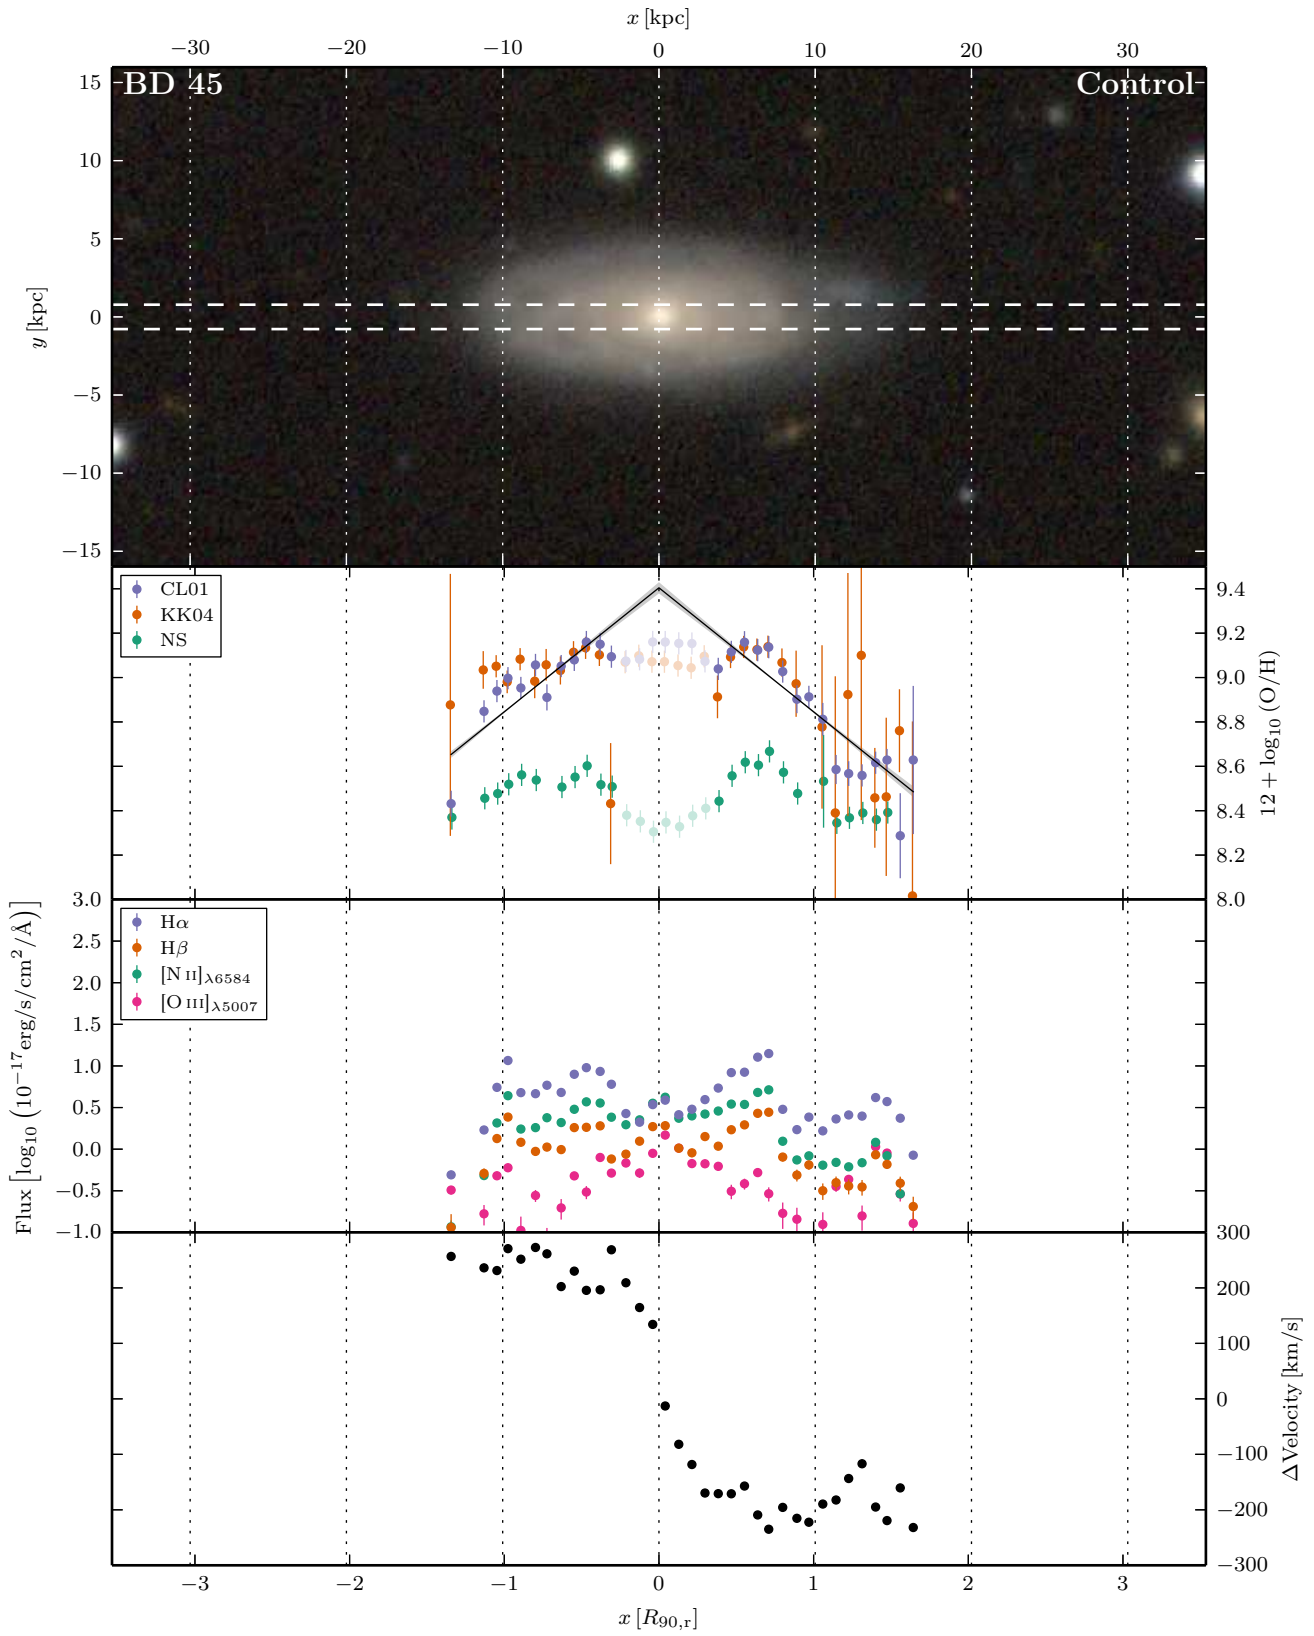 x [kpc]
−30 −20 −10 0 10 20 30
BD 45 Control
15
10
5
0
−5
−10
−15
y [kpc]
CL01
KK04
NS
9.4
9.2
9.0
8.8
8.6
8.4
8.2
8.0
12 + log₁₀ (O/H)
3.0
2.5
2.0
1.5
1.0
0.5
0.0
−0.5
−1.0
Flux [log₁₀ (10⁻¹⁷erg/s/cm²/Å)]
Hα
Hβ
[N II]λ6584
[O III]λ5007
300
200
100
0
−100
−200
−300
ΔVelocity [km/s]
−3 −2 −1 0 1 2 3
x [R₉₀,ᵣ]